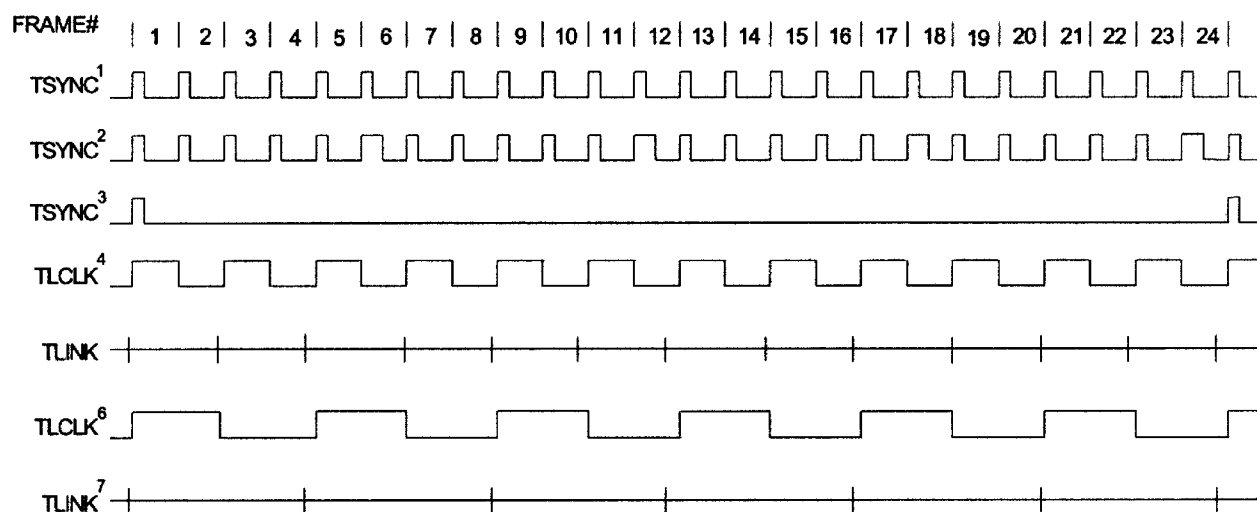 FRAME# | 1 | 2 | 3 | 4 | 5 | 6 | 7 | 8 | 9 | 10 | 11 | 12 | 13 | 14 | 15 | 16 | 17 | 18 | 19 | 20 | 21 | 22 | 23 | 24 |
TSYNC¹
TSYNC²
TSYNC³
TLCLK⁴
TLINK
TLCLK⁶
TLINK⁷